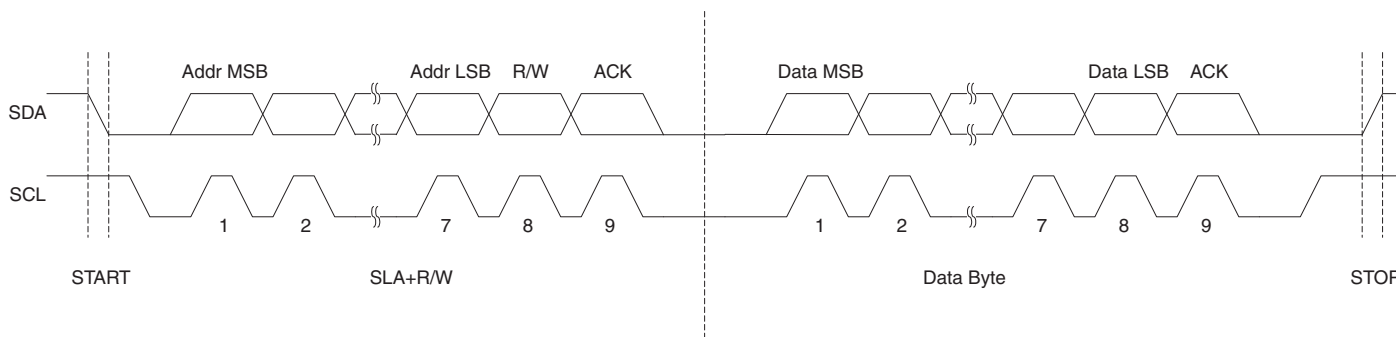 Addr MSB Addr LSB R/W ACK Data MSB Data LSB ACK
SDA
SCL
1 2 7 8 9 1 2 7 8 9
START SLA+R/W Data Byte STOP